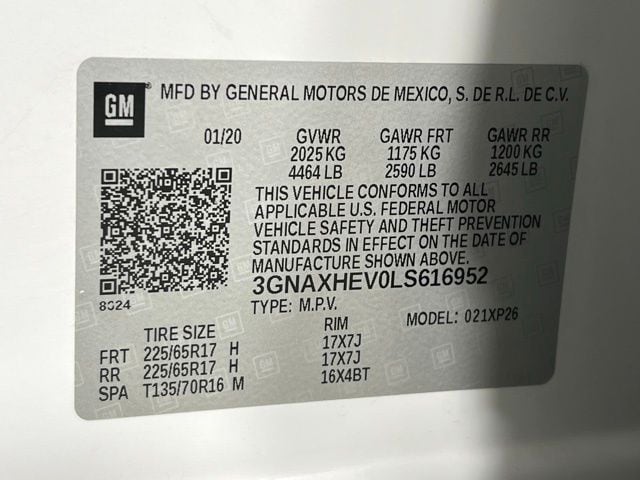 GM MFD BY GENERAL MOTORS DE MEXICO, S. DE R.L. DE C.V.
01/20 GVWR GAWR FRT GAWR RR
2025 KG 1175 KG 1200 KG
4464 LB 2590 LB 2645 LB
THIS VEHICLE CONFORMS TO ALL
APPLICABLE U.S. FEDERAL MOTOR
VEHICLE SAFETY AND THEFT PREVENTION
STANDARDS IN EFFECT ON THE DATE OF
MANUFACTURE SHOWN ABOVE.
3GNAXHEV0LS616952
8024
TYPE: M.P.V. MODEL: 021XP26
TIRE SIZE RIM
FRT 225/65R17 H 17X7J
RR 225/65R17 H 17X7J
SPA T135/70R16 M 16X4BT